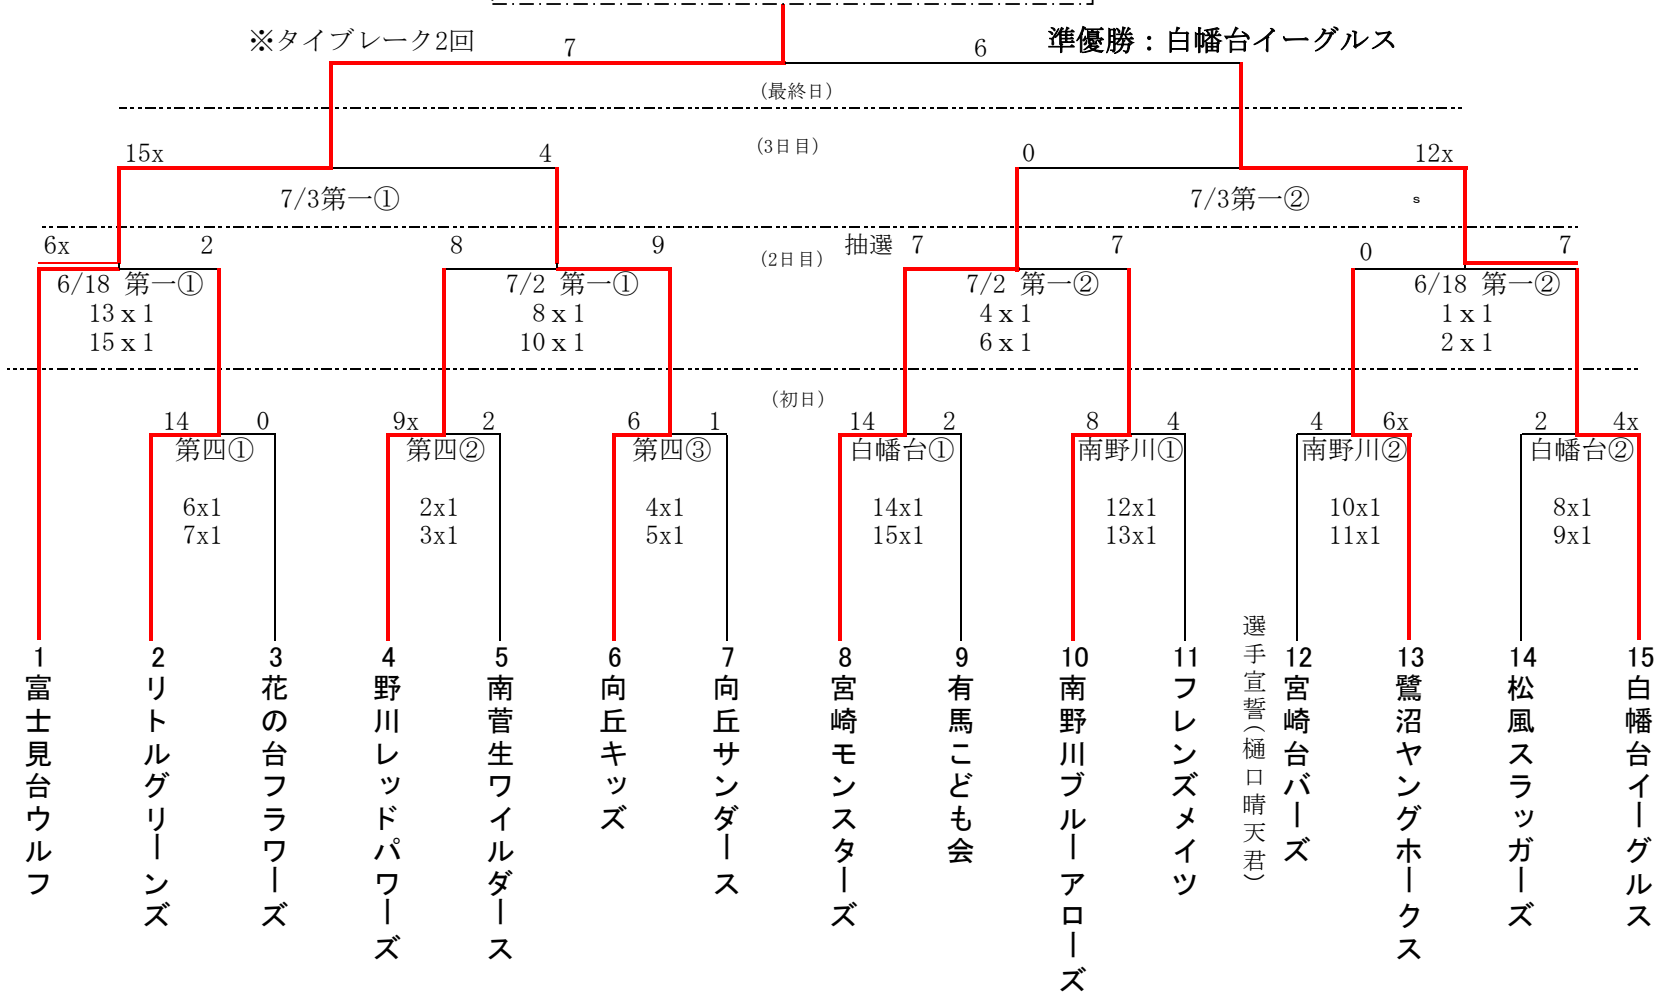 ※タイブレーク2回
7
6
準優勝：白幡台イーグルス
(最終日)
15x
4
(3日目)
0
12x
7/3第一①
7/3第一②
s
6x
2
8
9
(2日目)
抽選 7
7
0
7
6/18 第一①
13 x 1
15 x 1
7/2 第一①
8 x 1
10 x 1
7/2 第一②
4 x 1
6 x 1
6/18 第一②
1 x 1
2 x 1
(初日)
14
0
9x
2
6
1
14
2
8
4
4
6x
2
4x
第四①
第四②
第四③
白幡台①
南野川①
南野川②
白幡台②
6x1
7x1
2x1
3x1
4x1
5x1
14x1
15x1
12x1
13x1
10x1
11x1
8x1
9x1
1
富士見台ウルフ
2
リトルグリーンズ
3
花の台フラワーズ
4
野川レッドパワーズ
5
南菅生ワイルダース
6
向丘キッズ
7
向丘サンダース
8
宮崎モンスターズ
9
有馬こども会
10
南野川ブルーアローズ
11
フレンズメイツ
選手宣誓(樋口晴天君)
12
宮崎台バーズ
13
鷺沼ヤングホークス
14
松風スラッガーズ
15
白幡台イーグルス